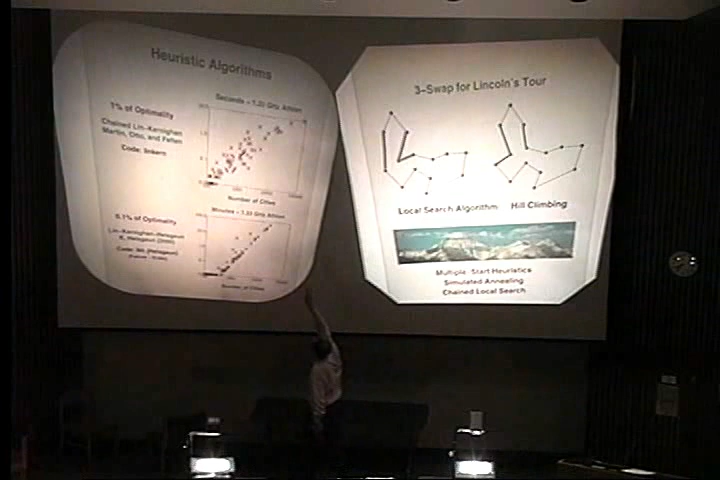 Heuristic Algorithms
1% of Optimality
Chained Lin-Kernighan
Martin, Otto, and Felten
Code: linkern
Seconds - 1.33 GHz Athlon
Number of Cities
0.1% of Optimality
Lin-Kernighan-Helsgaun
K. Helsgaun (2000)
Code: lkh (Helsgaun)
Minutes - 1.33 GHz Athlon
Number of Cities
3-Swap for Lincoln's Tour
Local Search Algorithm Hill Climbing
Multiple Start Heuristics
Simulated Annealing
Chained Local Search